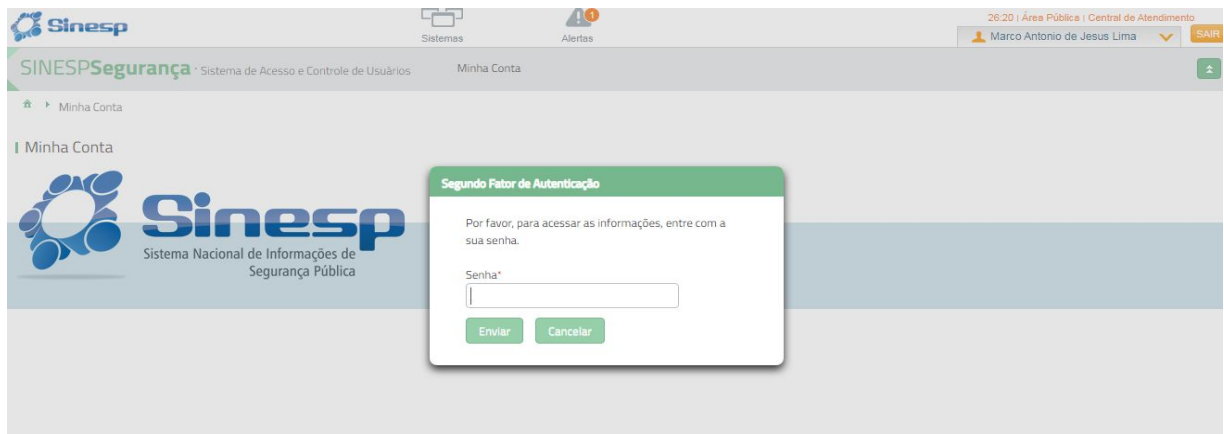 Sinesp
Sistemas
1
Alertas
26:20 | Área Pública | Central de Atendimento
Marco Antonio de Jesus Lima
SAIR
SINESPSegurança · Sistema de Acesso e Controle de Usuários
Minha Conta
Minha Conta
Minha Conta
Sinesp
Sistema Nacional de Informações de
Segurança Pública
Segundo Fator de Autenticação
Por favor, para acessar as informações, entre com a
sua senha.
Senha*
Enviar
Cancelar